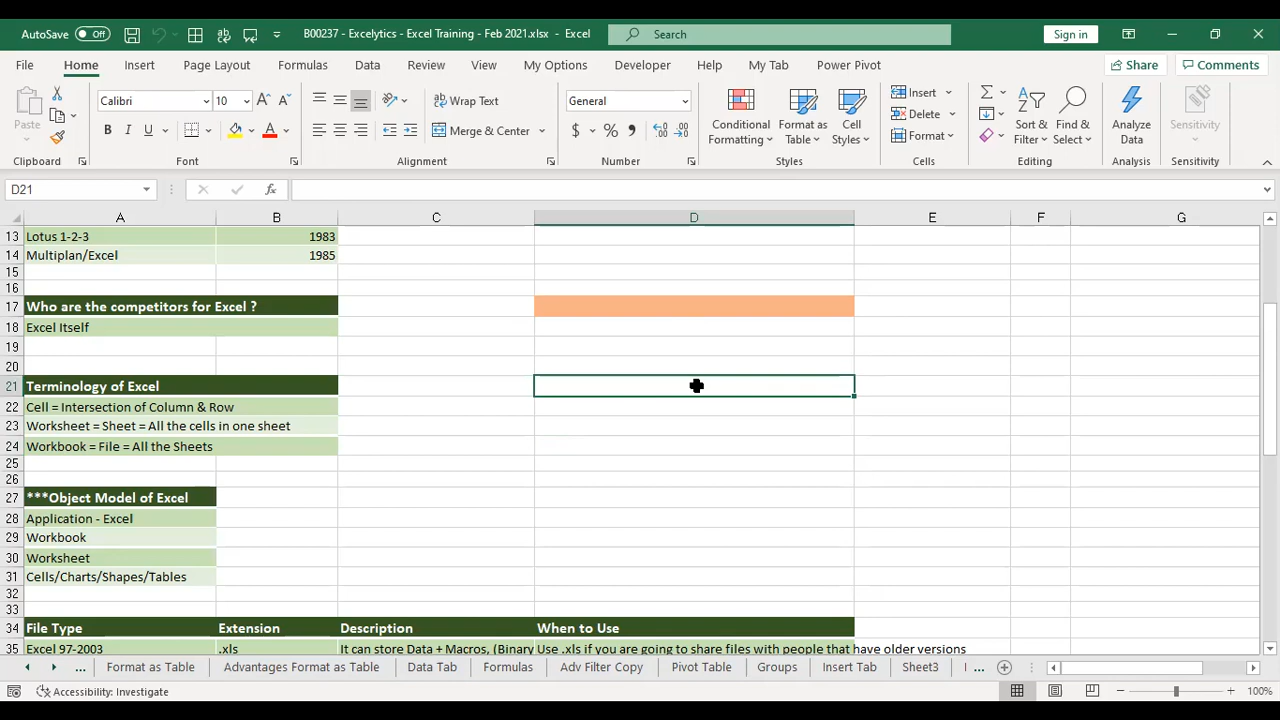 AutoSave Off B00237 - Excelytics - Excel Training - Feb 2021.xlsx - Excel Search Sign in
File Home Insert Page Layout Formulas Data Review View My Options Developer Help My Tab Power Pivot Share Comments
Paste Calibri 10 Wrap Text General Conditional Formatting Format as Table Cell Styles Insert Sort & Filter Find & Select Analyze Data Sensitivity
B I U Merge & Center $ % Delete
Format
Clipboard Font Alignment Number Styles Cells Editing Analysis Sensitivity
D21 fx
A B C D E F G
13 Lotus 1-2-3 1983
14 Multiplan/Excel 1985
15
16
17 Who are the competitors for Excel ?
18 Excel Itself
19
20
21 Terminology of Excel
22 Cell = Intersection of Column & Row
23 Worksheet = Sheet = All the cells in one sheet
24 Workbook = File = All the Sheets
25
26
27 ***Object Model of Excel
28 Application - Excel
29 Workbook
30 Worksheet
31 Cells/Charts/Shapes/Tables
32
33
34 File Type Extension Description When to Use
35 Excel 97-2003 .xls It can store Data + Macros, (Binary Use .xls if you are going to share files with people that have older versions
... Format as Table Advantages Format as Table Data Tab Formulas Adv Filter Copy Pivot Table Groups Insert Tab Sheet3 ...
Accessibility: Investigate 100%